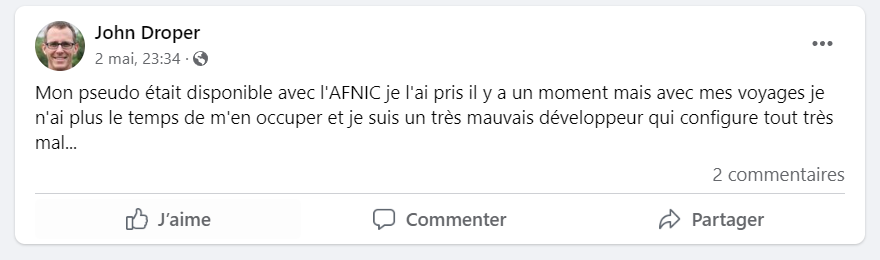 John Droper
2 mai, 23:34 ·
Mon pseudo était disponible avec l'AFNIC je l'ai pris il y a un moment mais avec mes voyages je
n'ai plus le temps de m'en occuper et je suis un très mauvais développeur qui configure tout très
mal...
2 commentaires
J'aime
Commenter
Partager